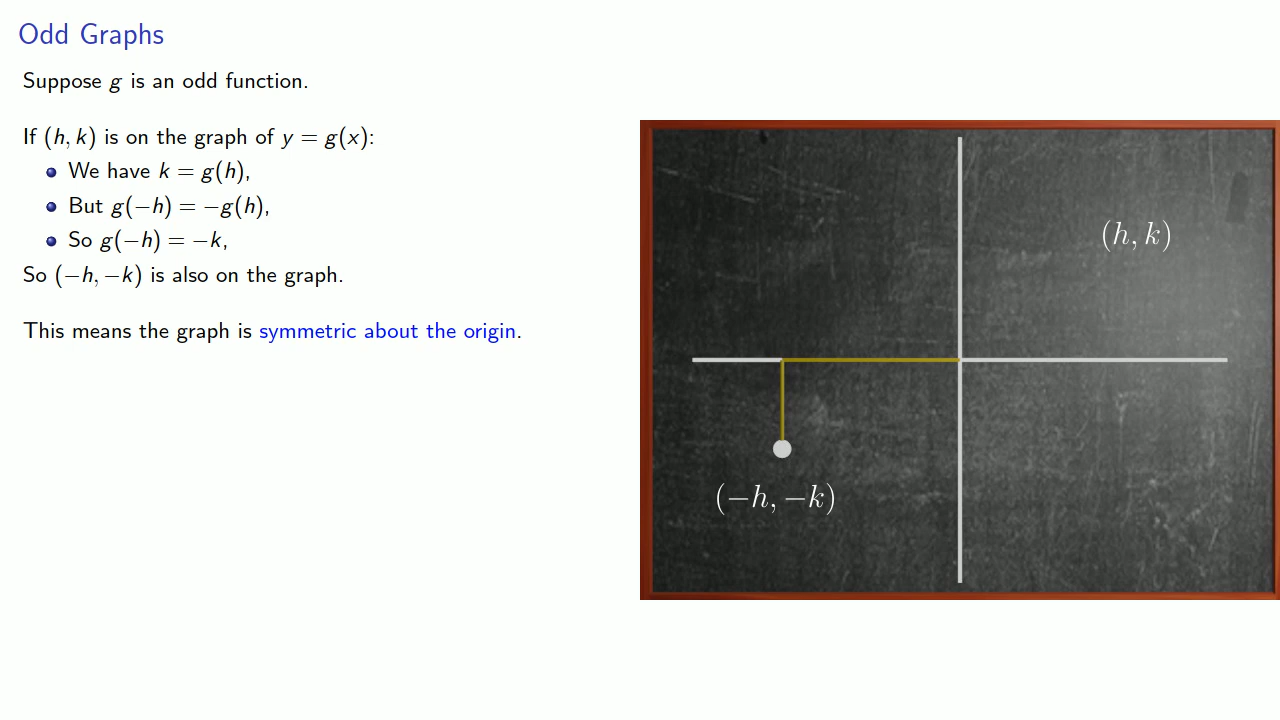 Odd Graphs
Suppose g is an odd function.
If (h, k) is on the graph of y = g(x):
We have k = g(h),
But g(−h) = −g(h),
So g(−h) = −k,
So (−h, −k) is also on the graph.
This means the graph is symmetric about the origin.
(h, k)
(−h, −k)